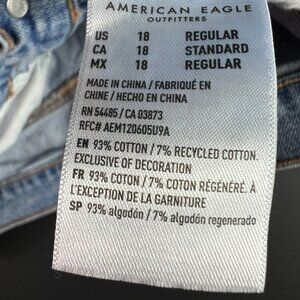 AMERICAN EAGLE
OUTFITTERS
US 18 REGULAR
CA 18 STANDARD
MX 18 REGULAR
MADE IN CHINA / FABRIQUÉ EN
CHINE / HECHO EN CHINA
RN 54485 / CA 03873
RFC# AEM120605U9A
EN 93% COTTON / 7% RECYCLED COTTON.
EXCLUSIVE OF DECORATION
FR 93% COTON / 7% COTON RÉGÉNÉRÉ. À
L'EXCEPTION DE LA GARNITURE
SP 93% algodón / 7% algodón regenerado